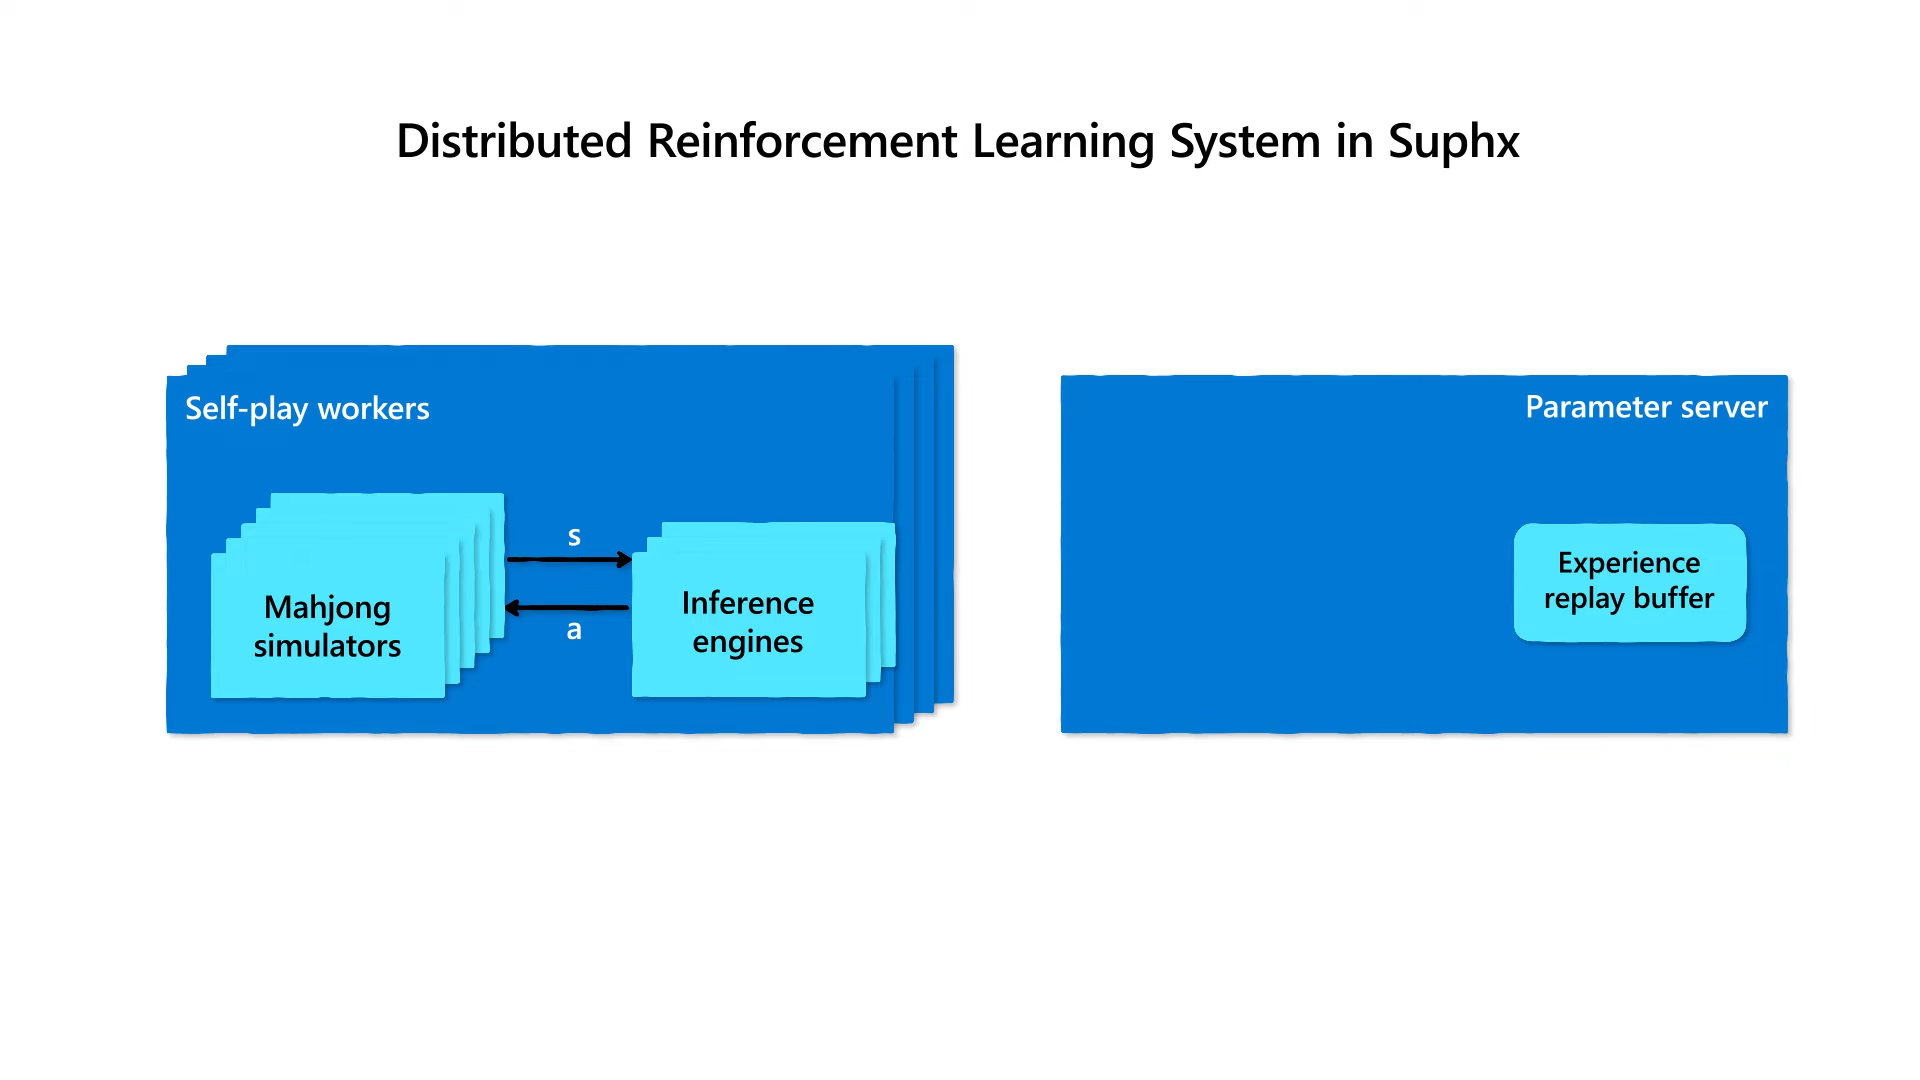 Distributed Reinforcement Learning System in Suphx
Self-play workers
Mahjong
simulators
s
a
Inference
engines
Parameter server
Experience
replay buffer